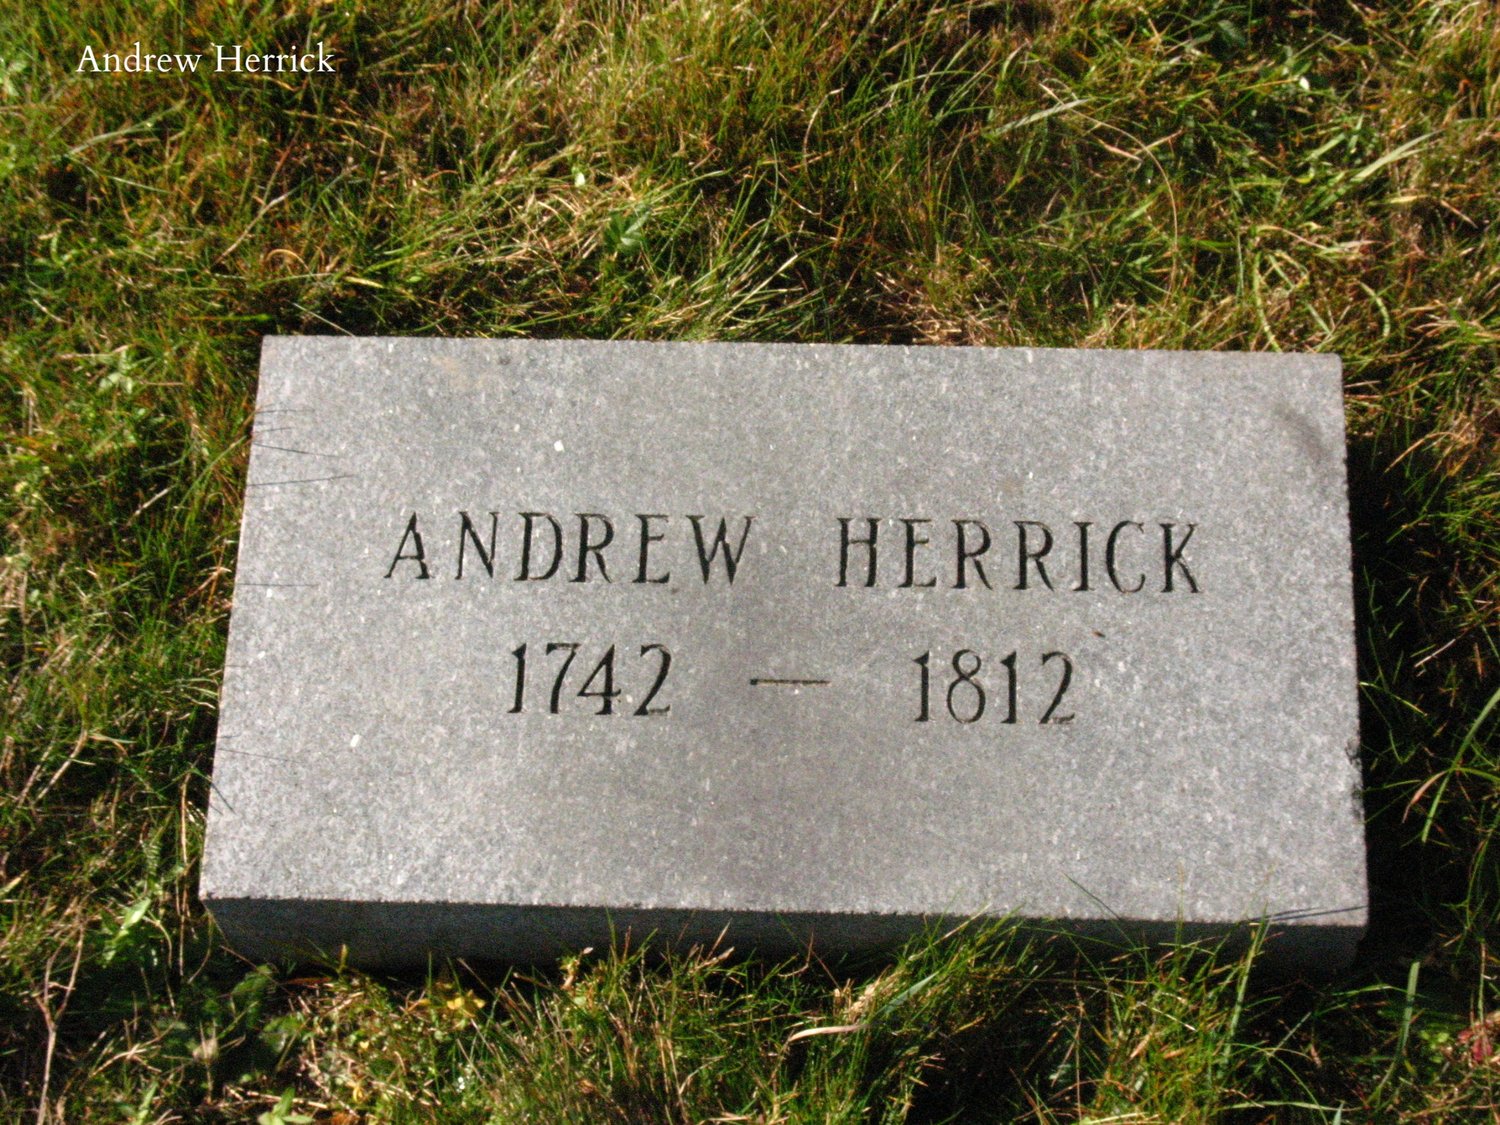 Andrew Herrick
ANDREW HERRICK
1742 — 1812